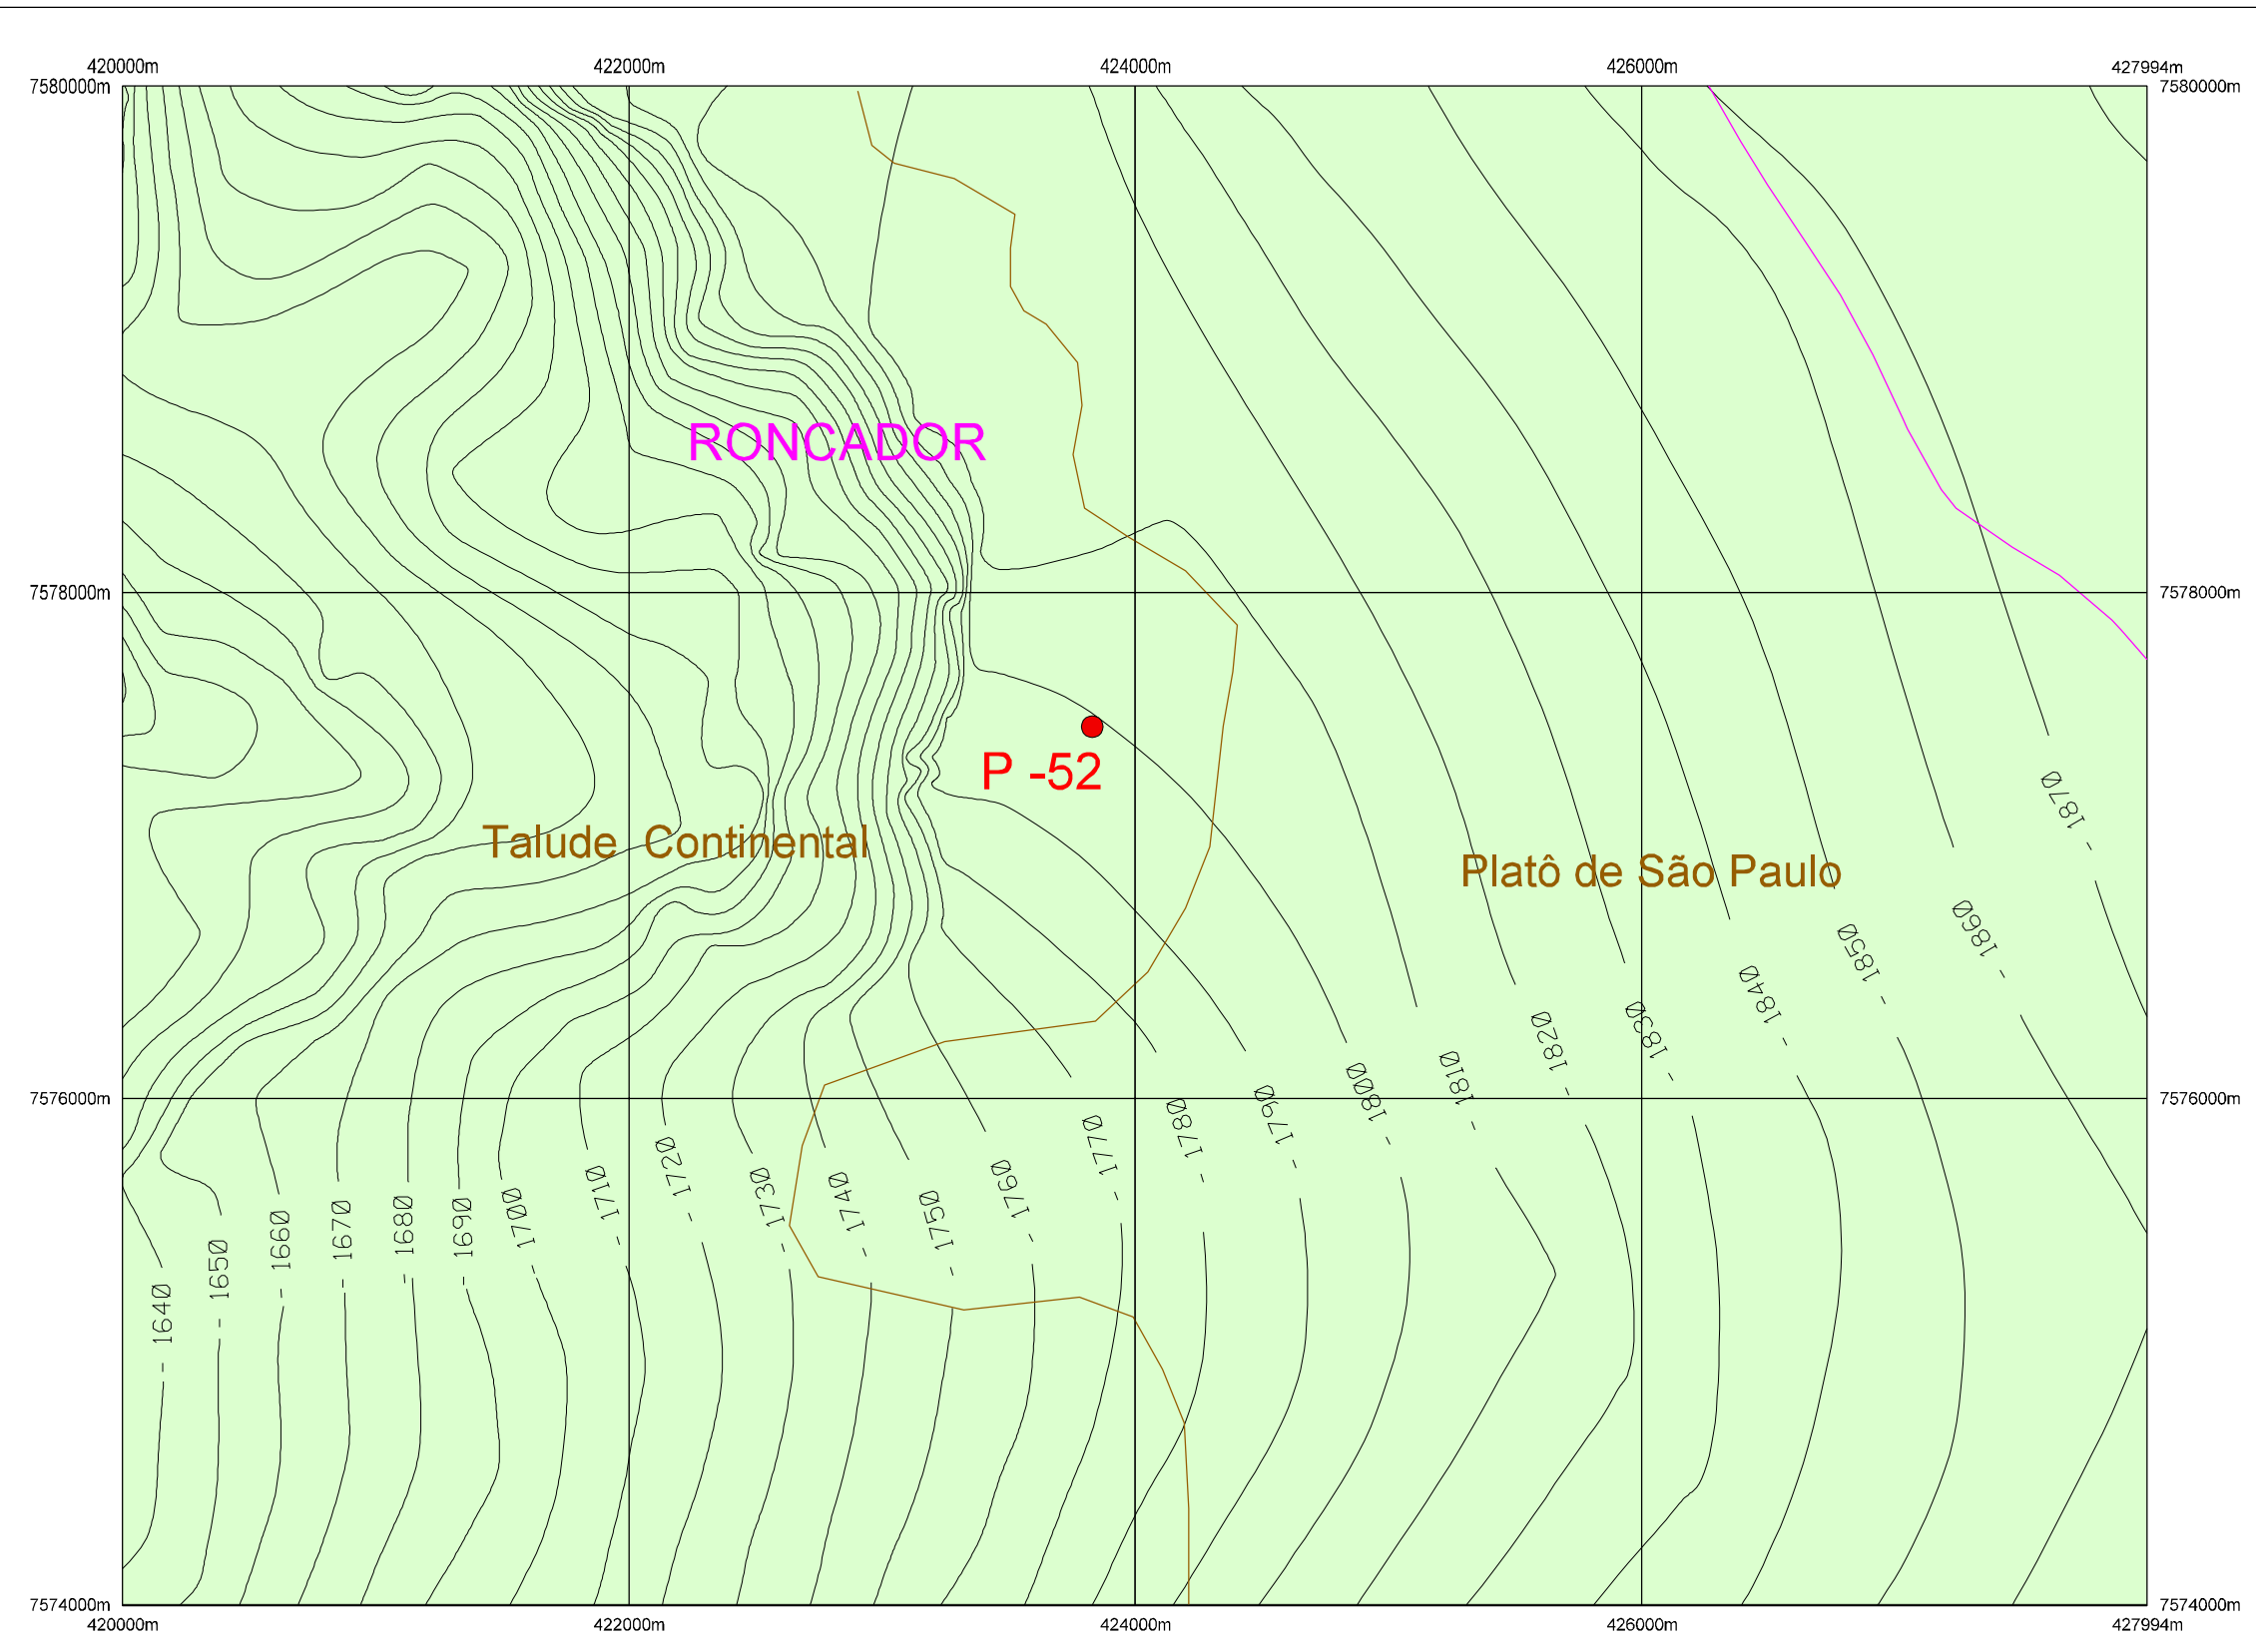 420000m 422000m 424000m 426000m 427994m
7580000m 7580000m
RONCADOR
7578000m 7578000m
P -52
- 1870 -
Talude Continental
Platô de São Paulo
- 1860 -
- 1850 -
- 1840 -
- 1830 -
- 1820 -
- 1810 -
- 1800 -
- 1790 -
- 1780 -
- 1770 -
7576000m 7576000m
- 1760 -
- 1750 -
- 1740 -
- 1730 -
- 1720 -
- 1710 -
- 1700 -
- 1690 -
- 1680 -
- 1670 -
- 1660 -
- 1650 -
- 1640 -
7574000m 7574000m
420000m 422000m 424000m 426000m 427994m